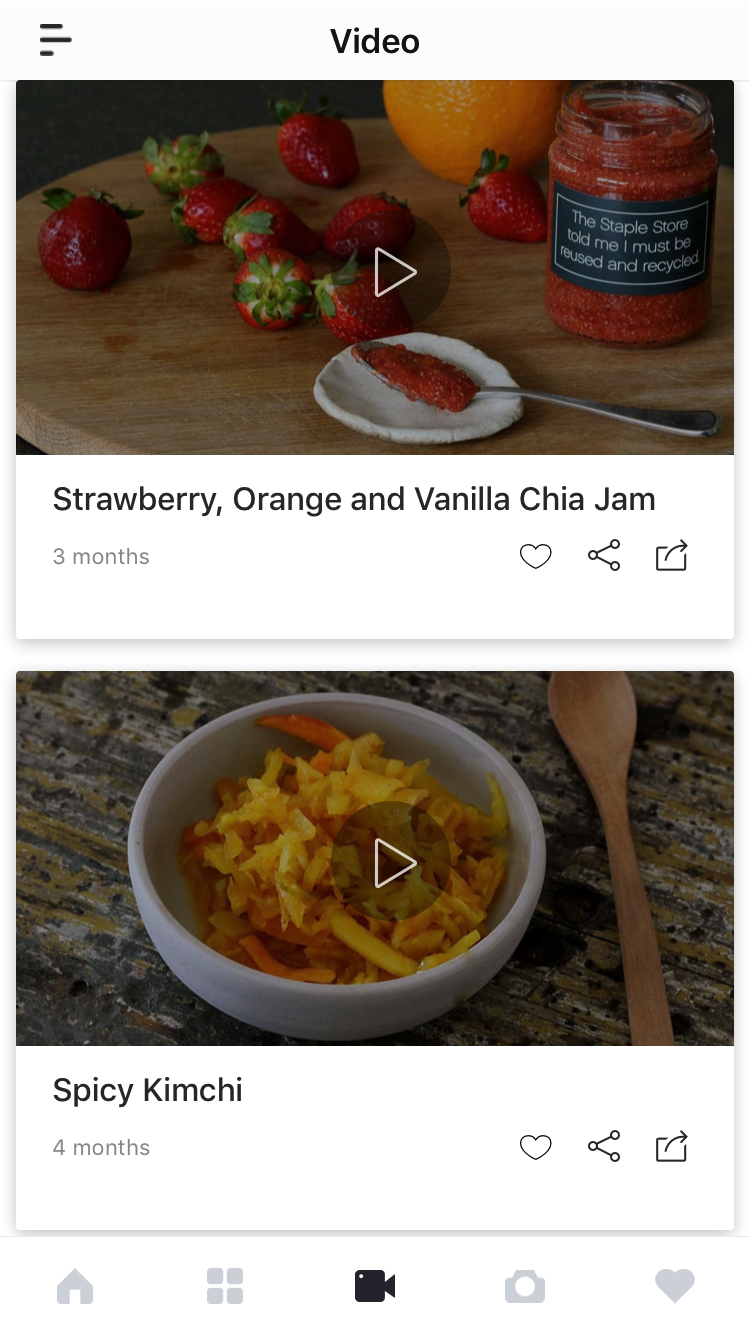 Video
The Staple Store
told me I must be
reused and recycled.
Strawberry, Orange and Vanilla Chia Jam
3 months
Spicy Kimchi
4 months